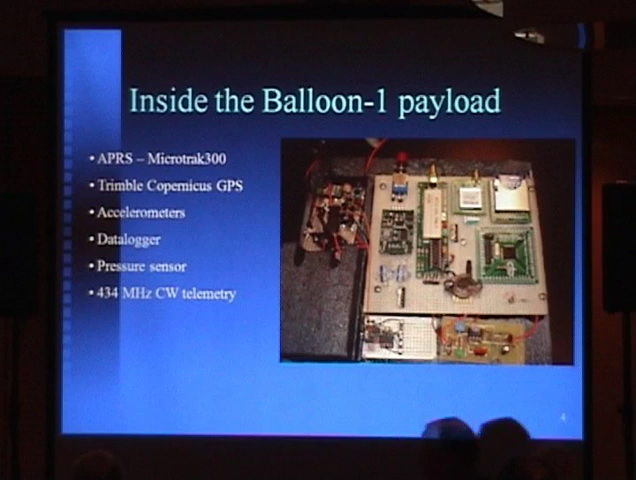 Inside the Balloon-1 payload
• APRS – Microtrak300
• Trimble Copernicus GPS
• Accelerometers
• Datalogger
• Pressure sensor
• 434 MHz CW telemetry
4